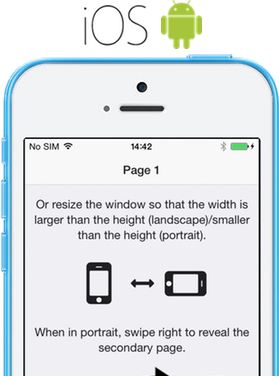 iOS
No SIM 14:42
Page 1
Or resize the window so that the width is
larger than the height (landscape)/smaller
than the height (portrait).
When in portrait, swipe right to reveal the
secondary page.